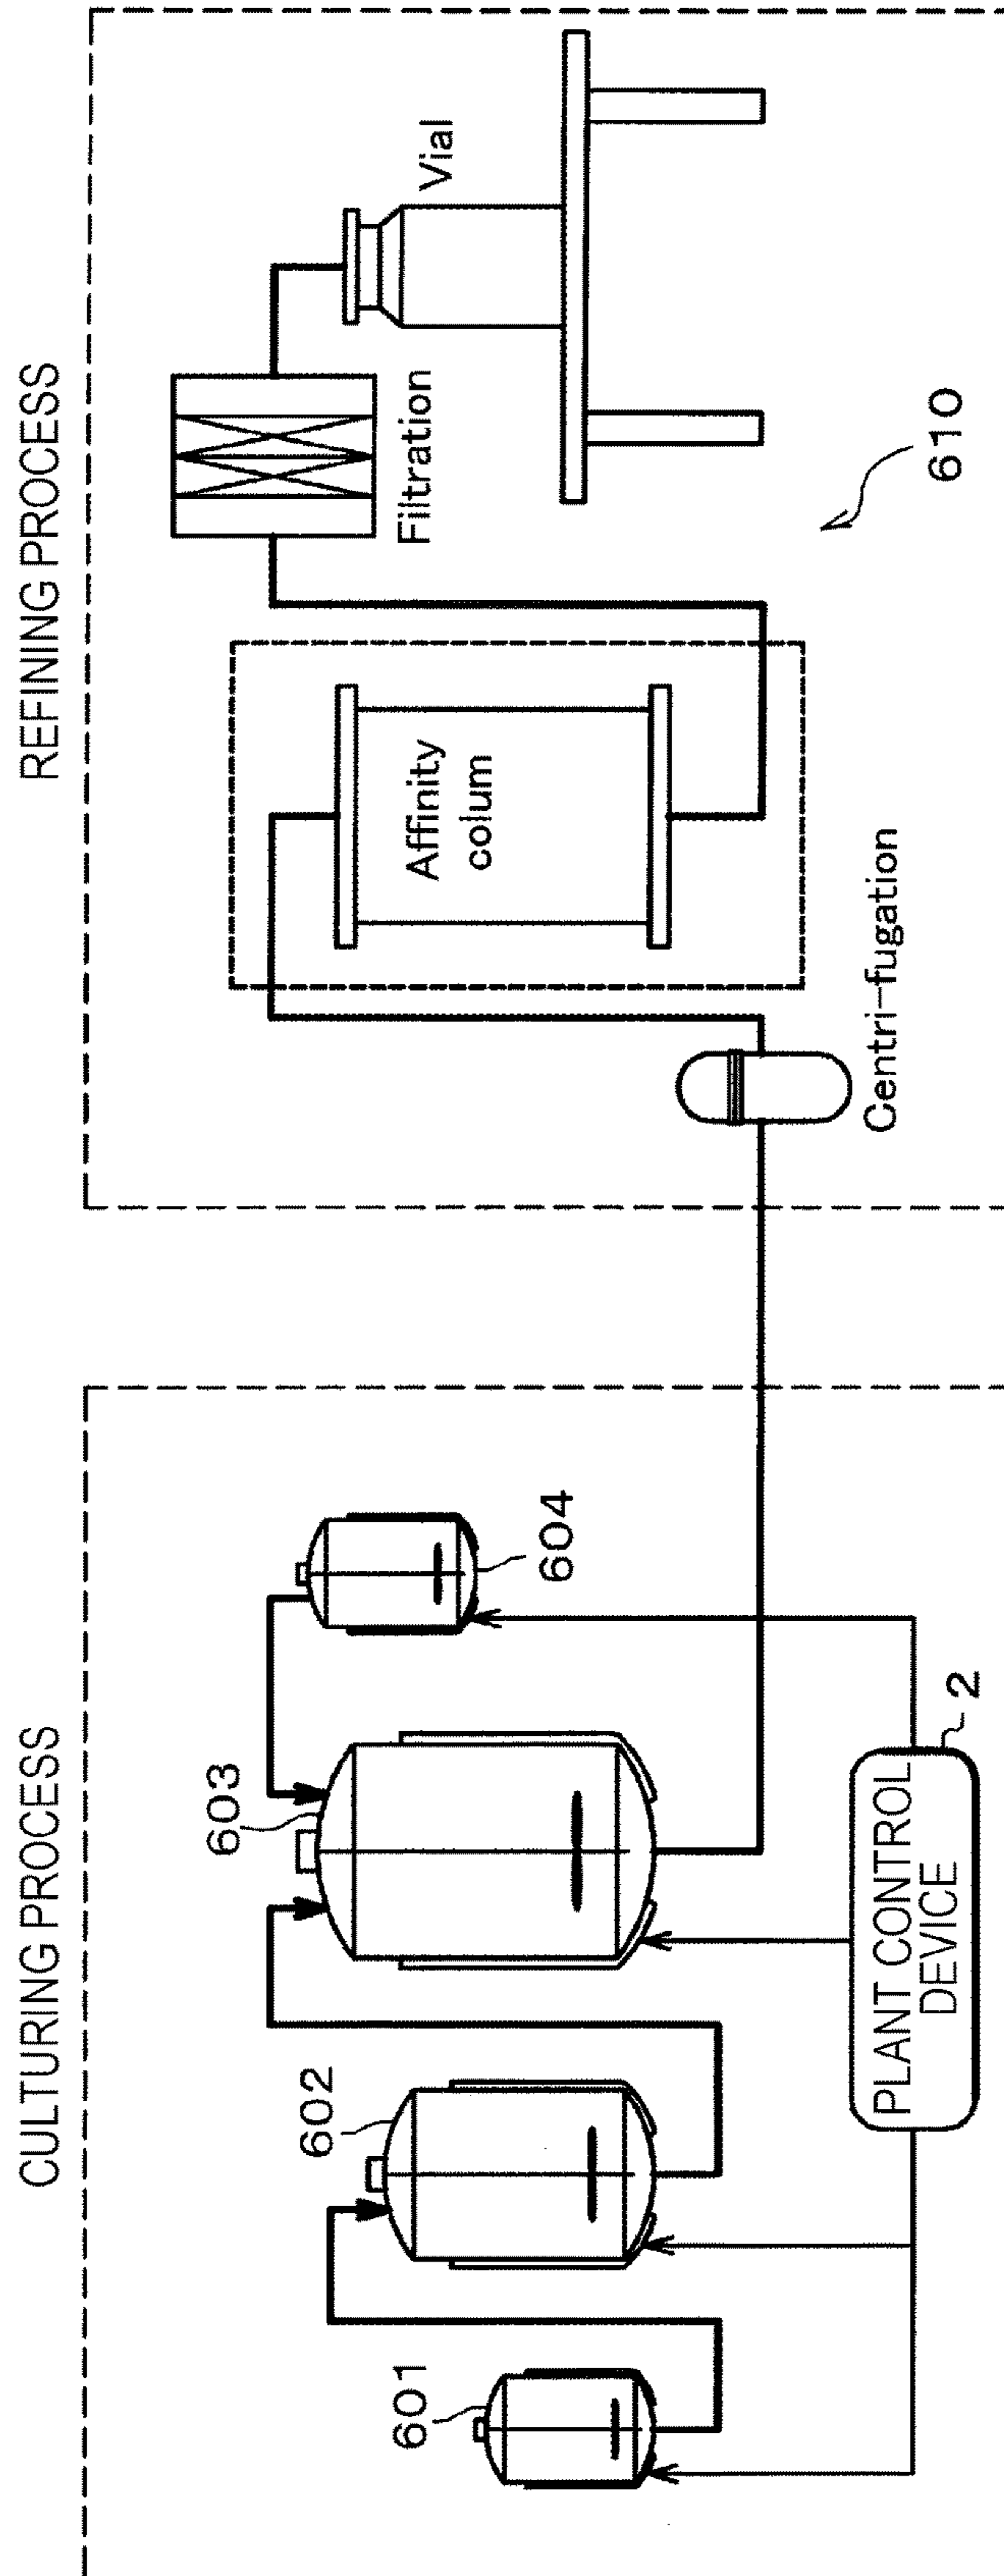 CULTURING PROCESS
601
602
603
604
PLANT CONTROL
DEVICE
2
REFINING PROCESS
Centri-fugation
Affinity
colum
Filtration
Vial
610